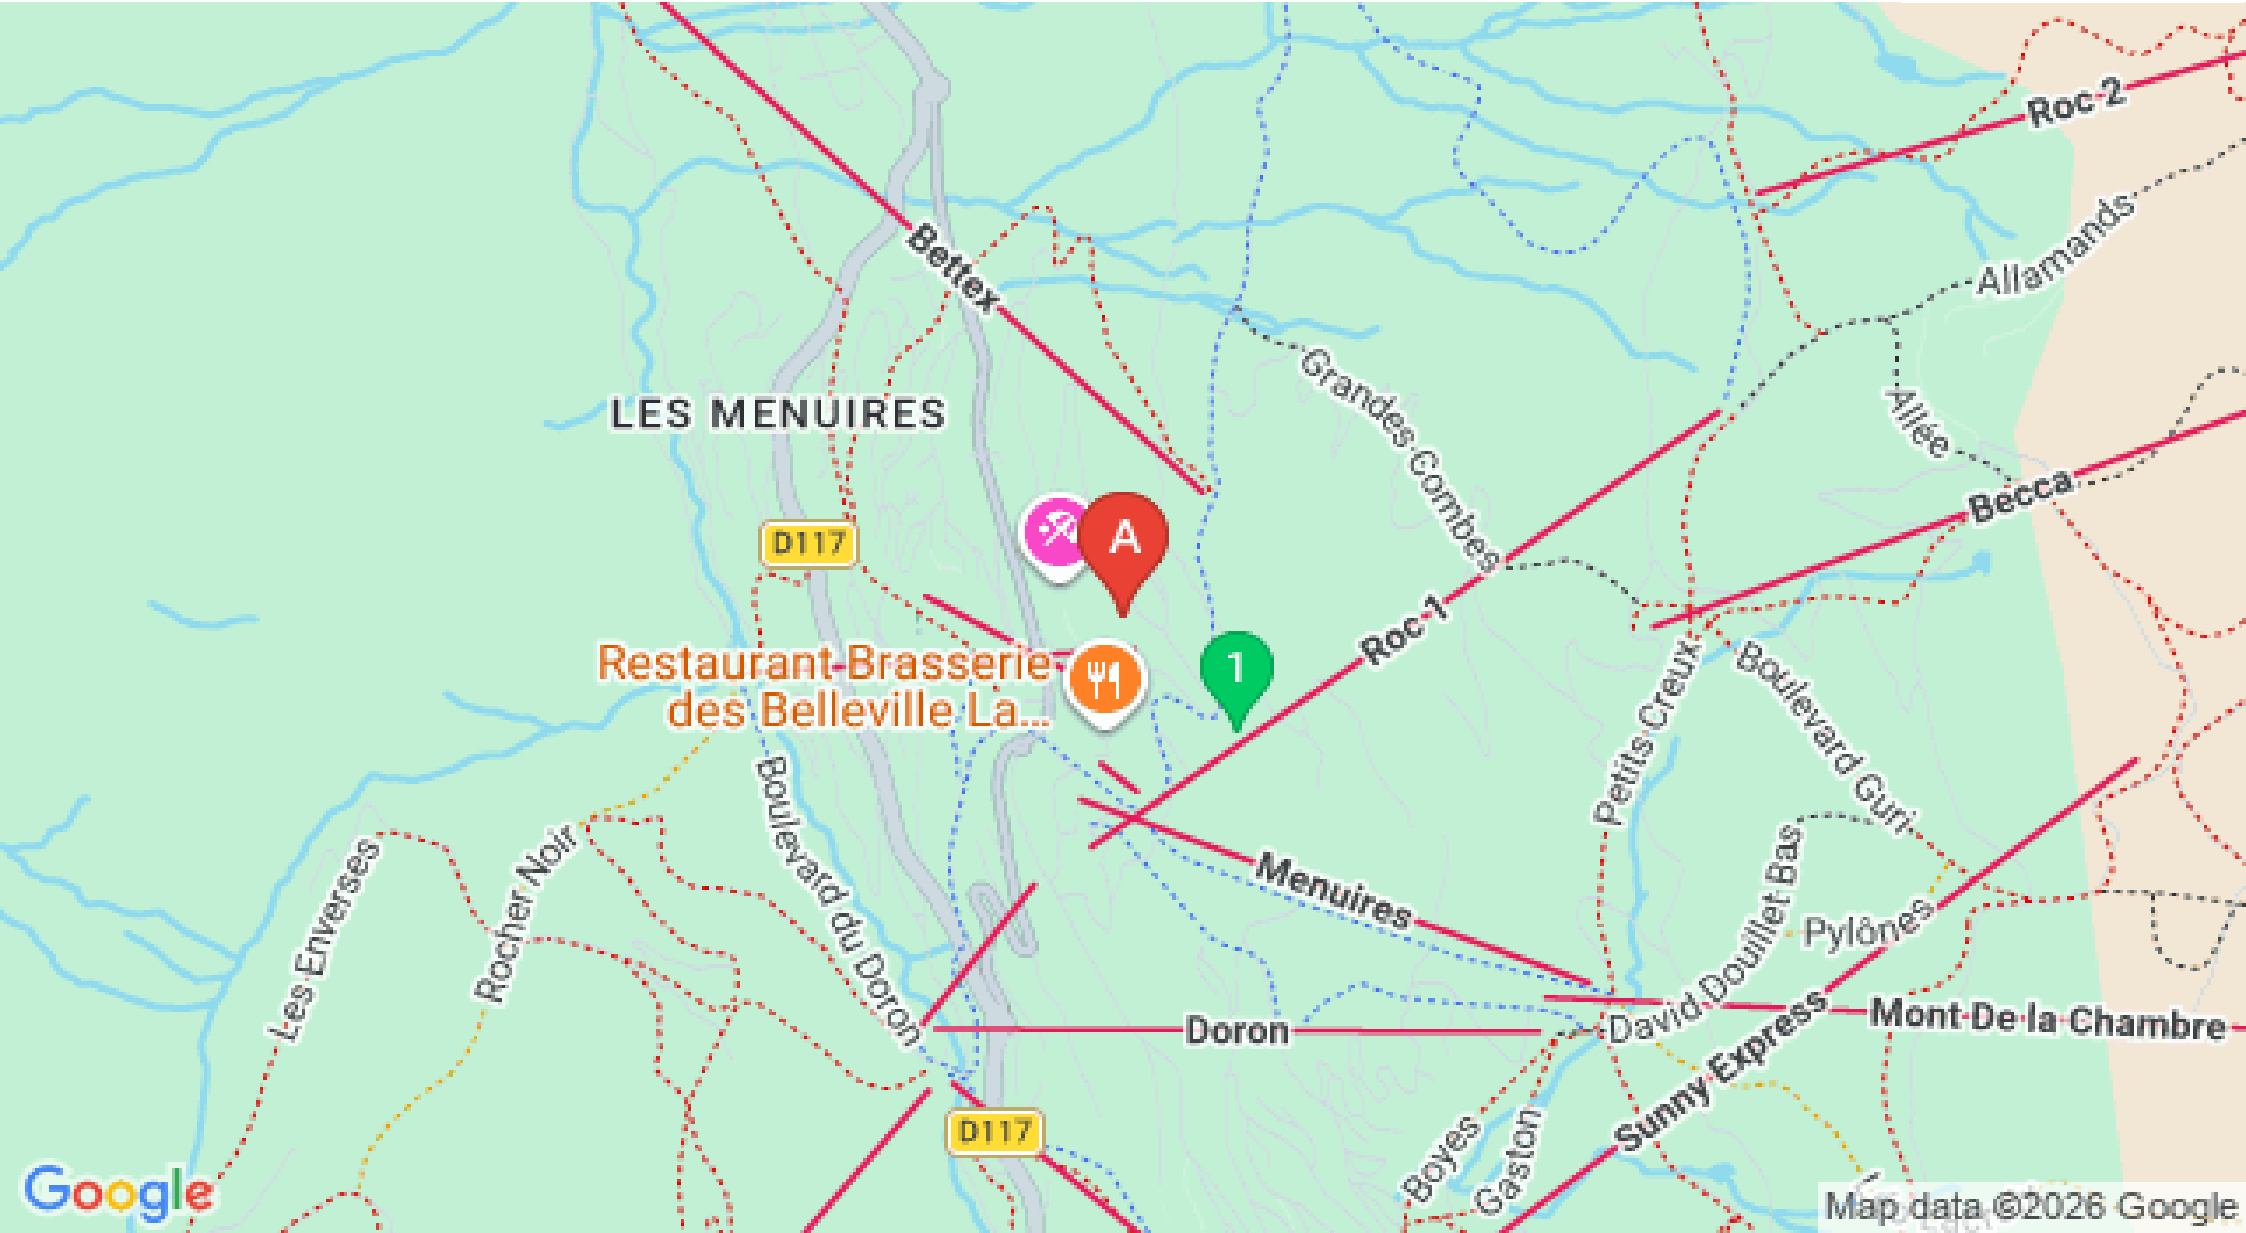 Roc 2
Allamands
Bettex
Grandes Combes
Allée
LES MENUIRES
Becca
A
D117
Roc 1
Restaurant Brasserie
des Belleville La...
1
Petits Creux
Boulevard Guri
Boulevard du Doron
Les Enverses
Rocher Noir
Menuires
David Douillet Bas
Pylônes
Doron
Mont De la Chambre
Sunny Express
D117
Boyes
Gaston
Google
Map data ©2026 Google